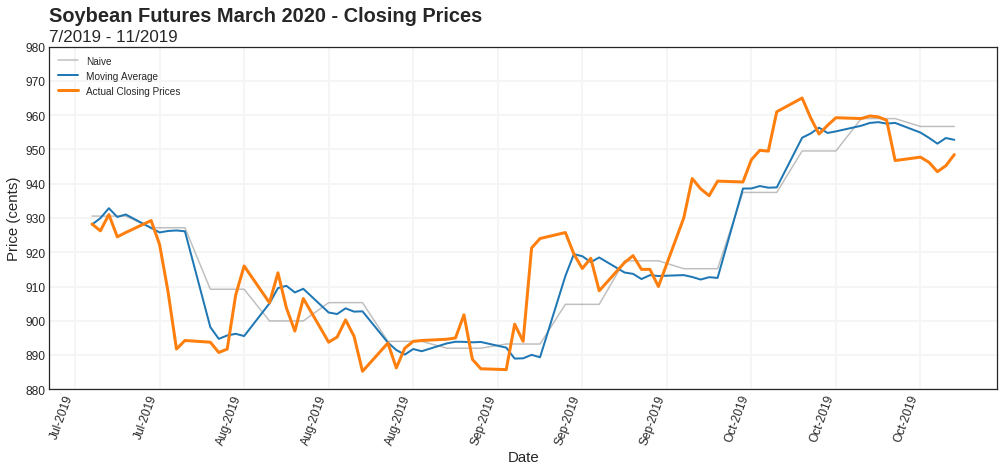 Soybean Futures March 2020 - Closing Prices
7/2019 - 11/2019
Naive
Moving Average
Actual Closing Prices
Price (cents)
980
970
960
950
940
930
920
910
900
890
880
Jul-2019
Jul-2019
Aug-2019
Aug-2019
Aug-2019
Sep-2019
Sep-2019
Sep-2019
Oct-2019
Oct-2019
Oct-2019
Date